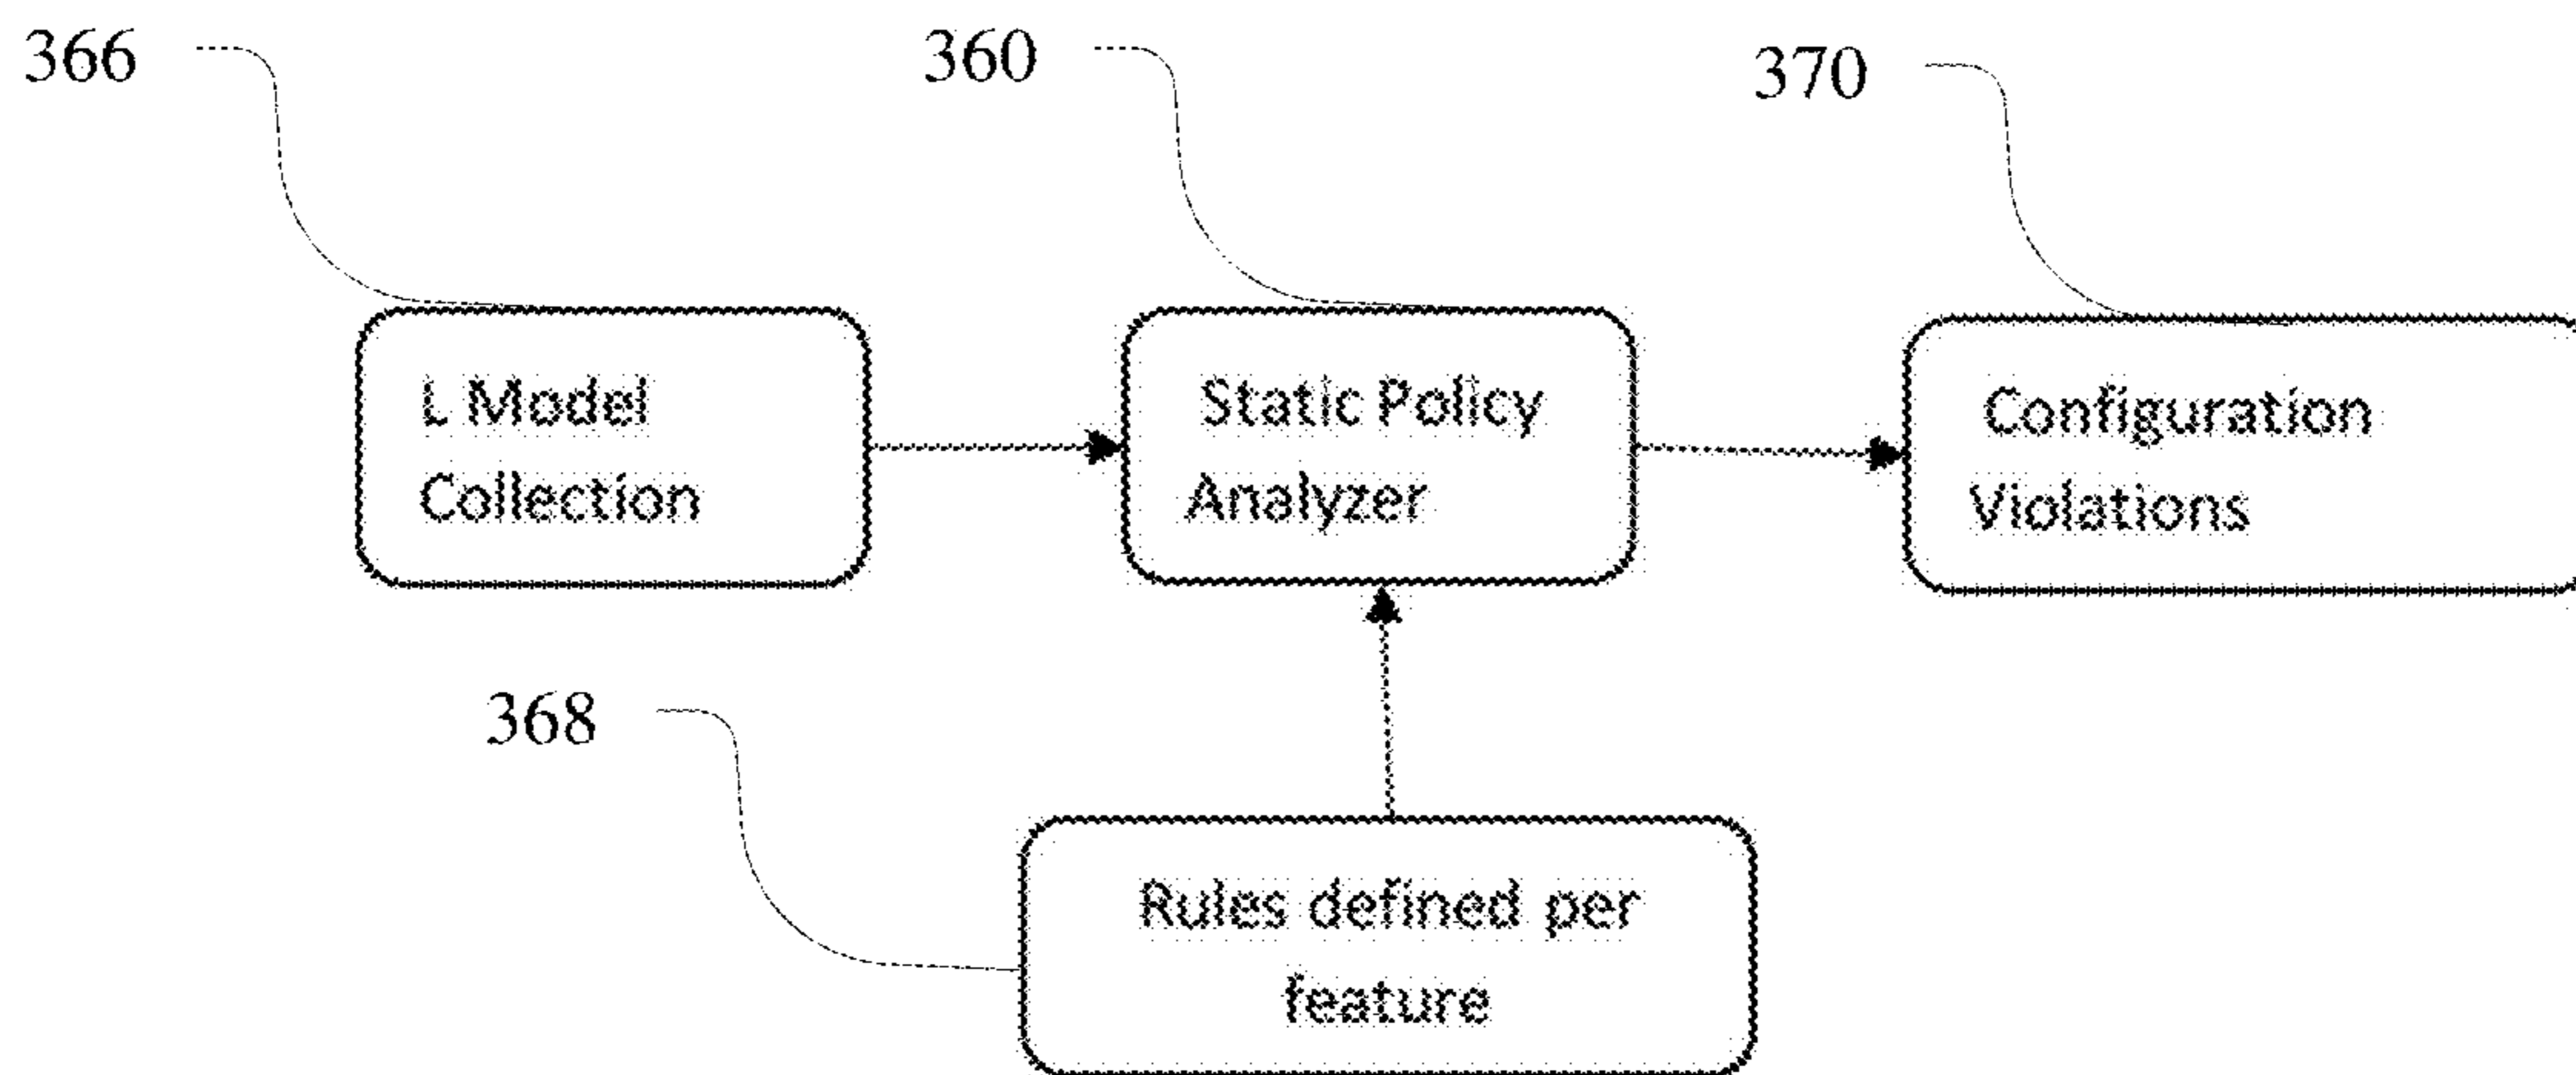 366
360
370
L Model
Collection
Static Policy
Analyzer
Configuration
Violations
368
Rules defined per
feature